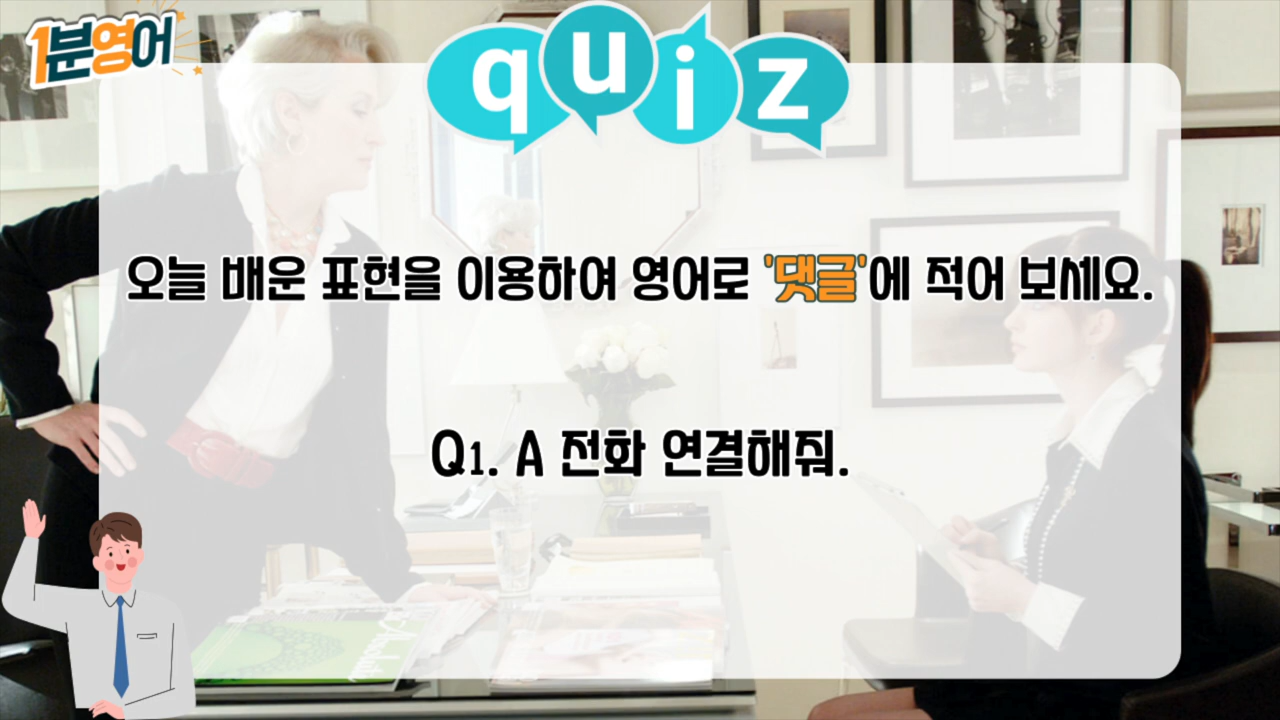 1분영어
quiz
오늘 배운 표현을 이용하여 영어로 '댓글'에 적어 보세요.
Q1. A 전화 연결해줘.